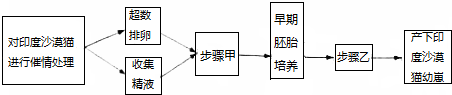 对印度沙漠猫
进行催情处理
超数
排卵
收集
精液
步骤甲
早期
胚胎
培养
步骤乙
产下印
度沙漠
猫幼崽